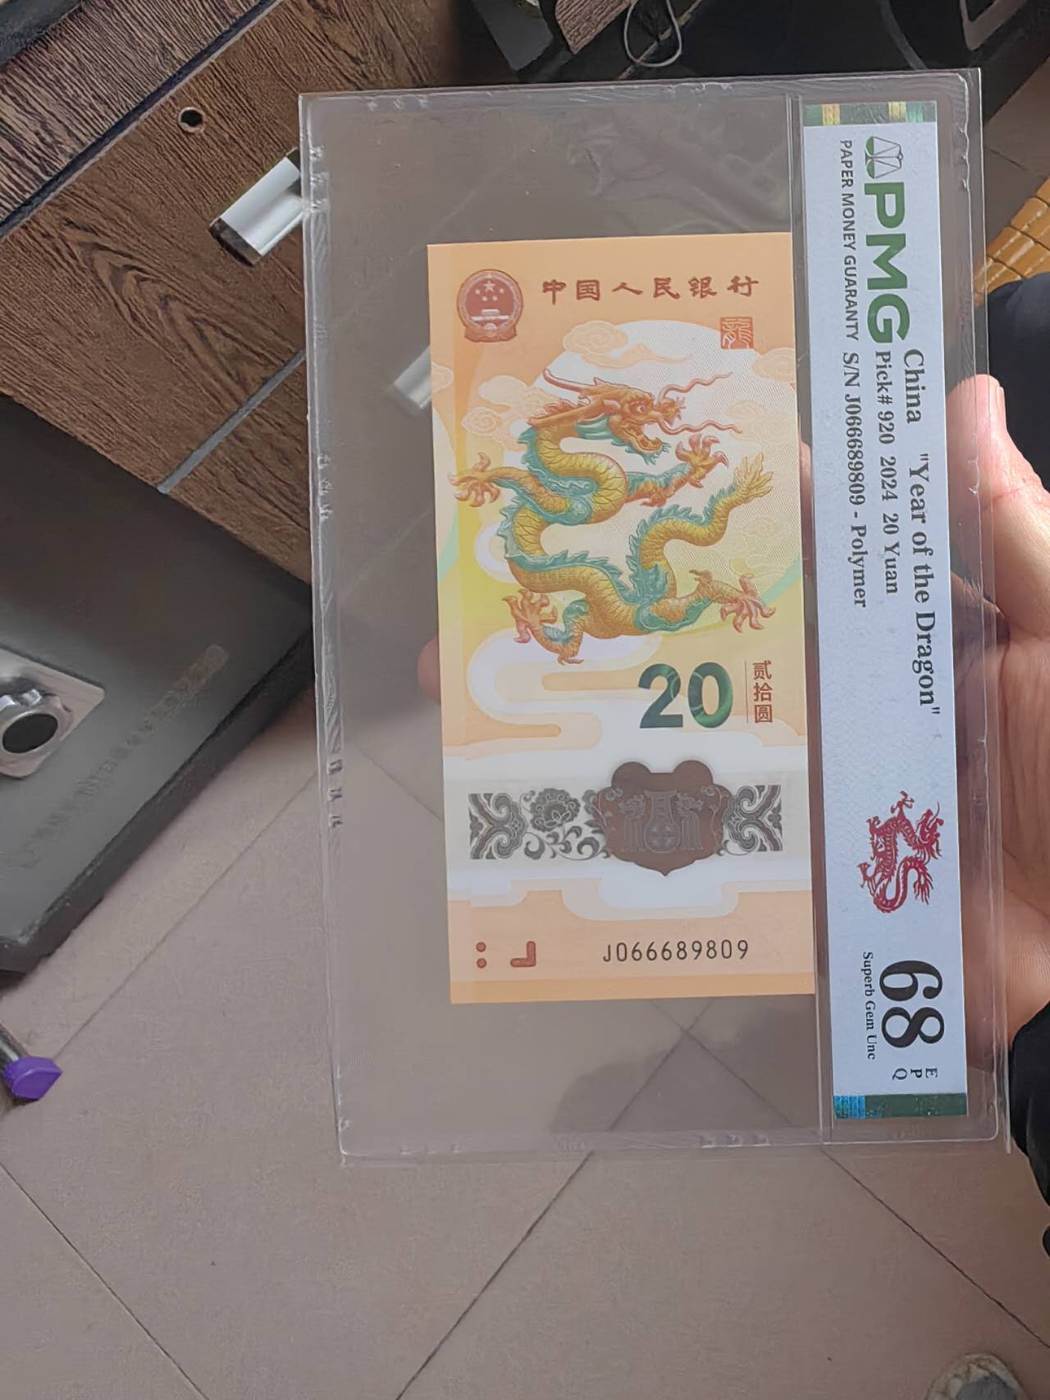 中国人民银行
龍
20
贰拾圆
J066689809
PMG
PAPER MONEY GUARANTY
China "Year of the Dragon"
Pick# 920 2024 20 Yuan
S/N J066689809 - Polymer
68
EPQ
Superb Gem Unc